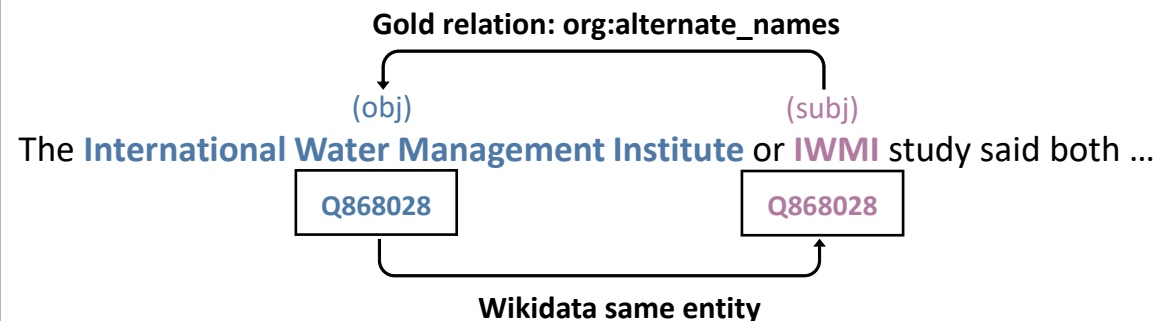 Gold relation: org:alternate_names
(obj) (subj)
The International Water Management Institute or IWMI study said both ...
Q868028 Q868028
Wikidata same entity